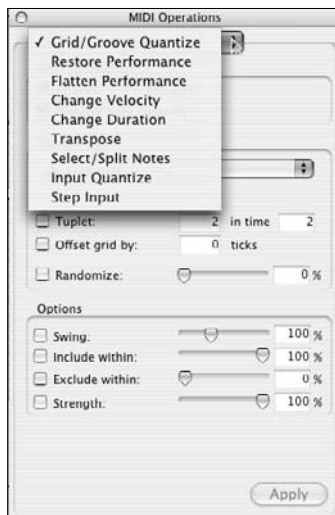 MIDI Operations
✓ Grid/Groove Quantize
Restore Performance
Flatten Performance
Change Velocity
Change Duration
Transpose
Select/Split Notes
Input Quantize
Step Input
Tuplet: 2 in time 2
Offset grid by: 0 ticks
Randomize: 0 %
Options
Swing: 100 %
Include within: 100 %
Exclude within: 0 %
Strength: 100 %
Apply